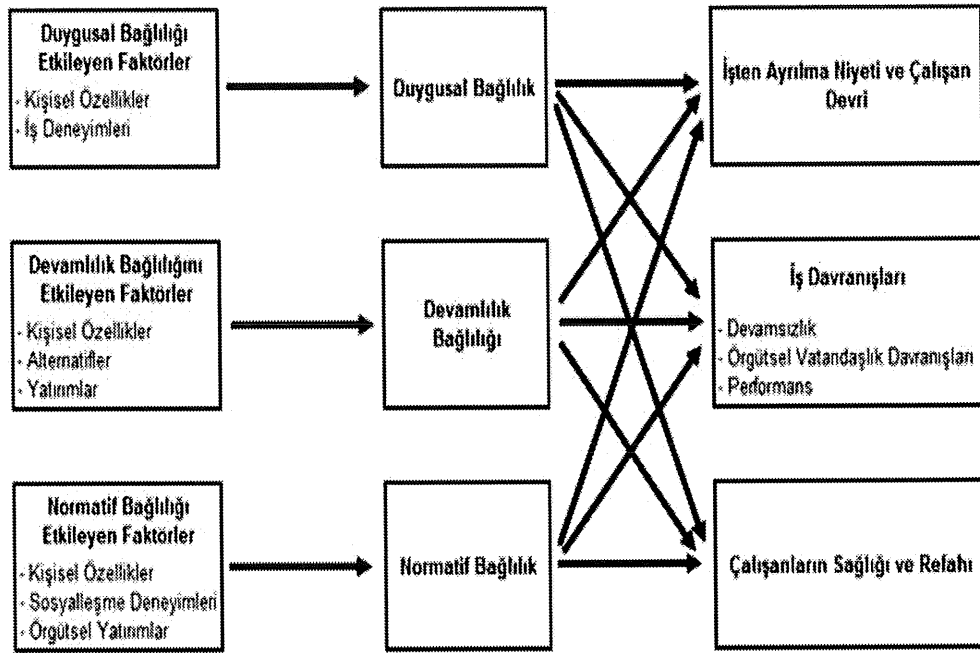 Duygusal Bağlılığı
Etkileyen Faktörler
- Kişisel Özellikler
- İş Deneyimleri
Duygusal Bağlılık
İşten Ayrılma Niyeti ve Çalışan
Devri
Devamlılık Bağlılığını
Etkileyen Faktörler
- Kişisel Özellikler
- Alternatifler
- Yatırımlar
Devamlılık
Bağlılığı
İş Davranışları
- Devamsızlık
- Örgütsel Vatandaşlık Davranışları
- Performans
Normatif Bağlılığı
Etkileyen Faktörler
- Kişisel Özellikler
- Sosyalleşme Deneyimleri
- Örgütsel Yatırımlar
Normatif Bağlılık
Çalışanların Sağlığı ve Refahı